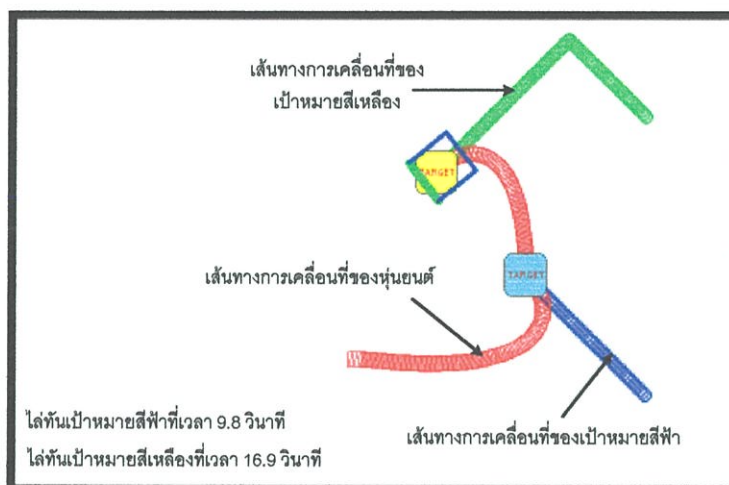 เส้นทางการเคลื่อนที่ของ
เป้าหมายสีเหลือง
TARGET
TARGET
เส้นทางการเคลื่อนที่ของหุ่นยนต์
เส้นทางการเคลื่อนที่ของเป้าหมายสีฟ้า
ไล่ทันเป้าหมายสีฟ้าที่เวลา 9.8 วินาที
ไล่ทันเป้าหมายสีเหลืองที่เวลา 16.9 วินาที